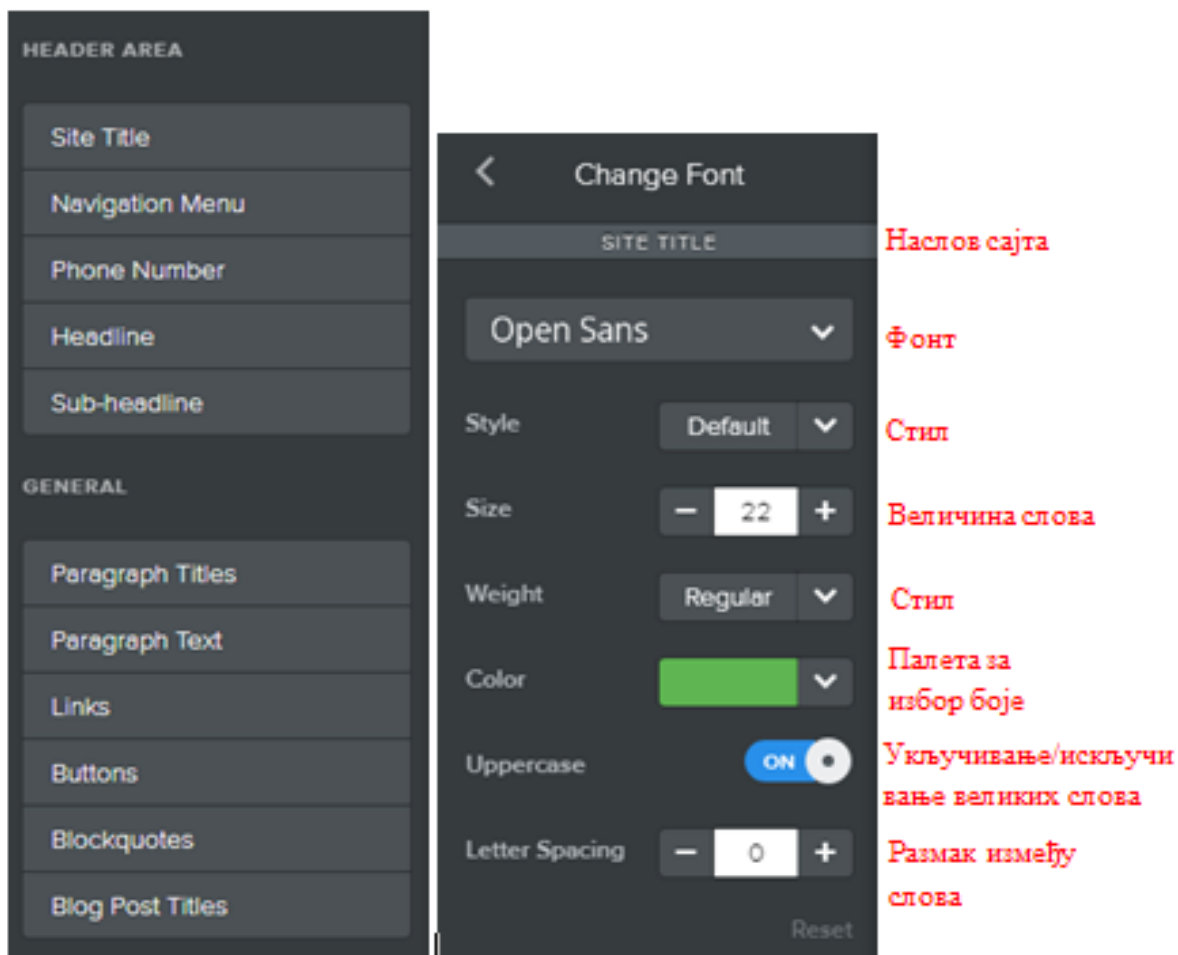 HEADER AREA
Site Title
Navigation Menu
Phone Number
Headline
Sub-headline
GENERAL
Paragraph Titles
Paragraph Text
Links
Buttons
Blockquotes
Blog Post Titles
Change Font
SITE TITLE
Наслов сајта
Open Sans
Фонт
Style
Default
Стил
Size
22
Величина слова
Weight
Regular
Стил
Color
Палета за
избор боје
Uppercase
ON
Укључивање/искључи
вање великих слова
Letter Spacing
0
Размак између
слова
Reset